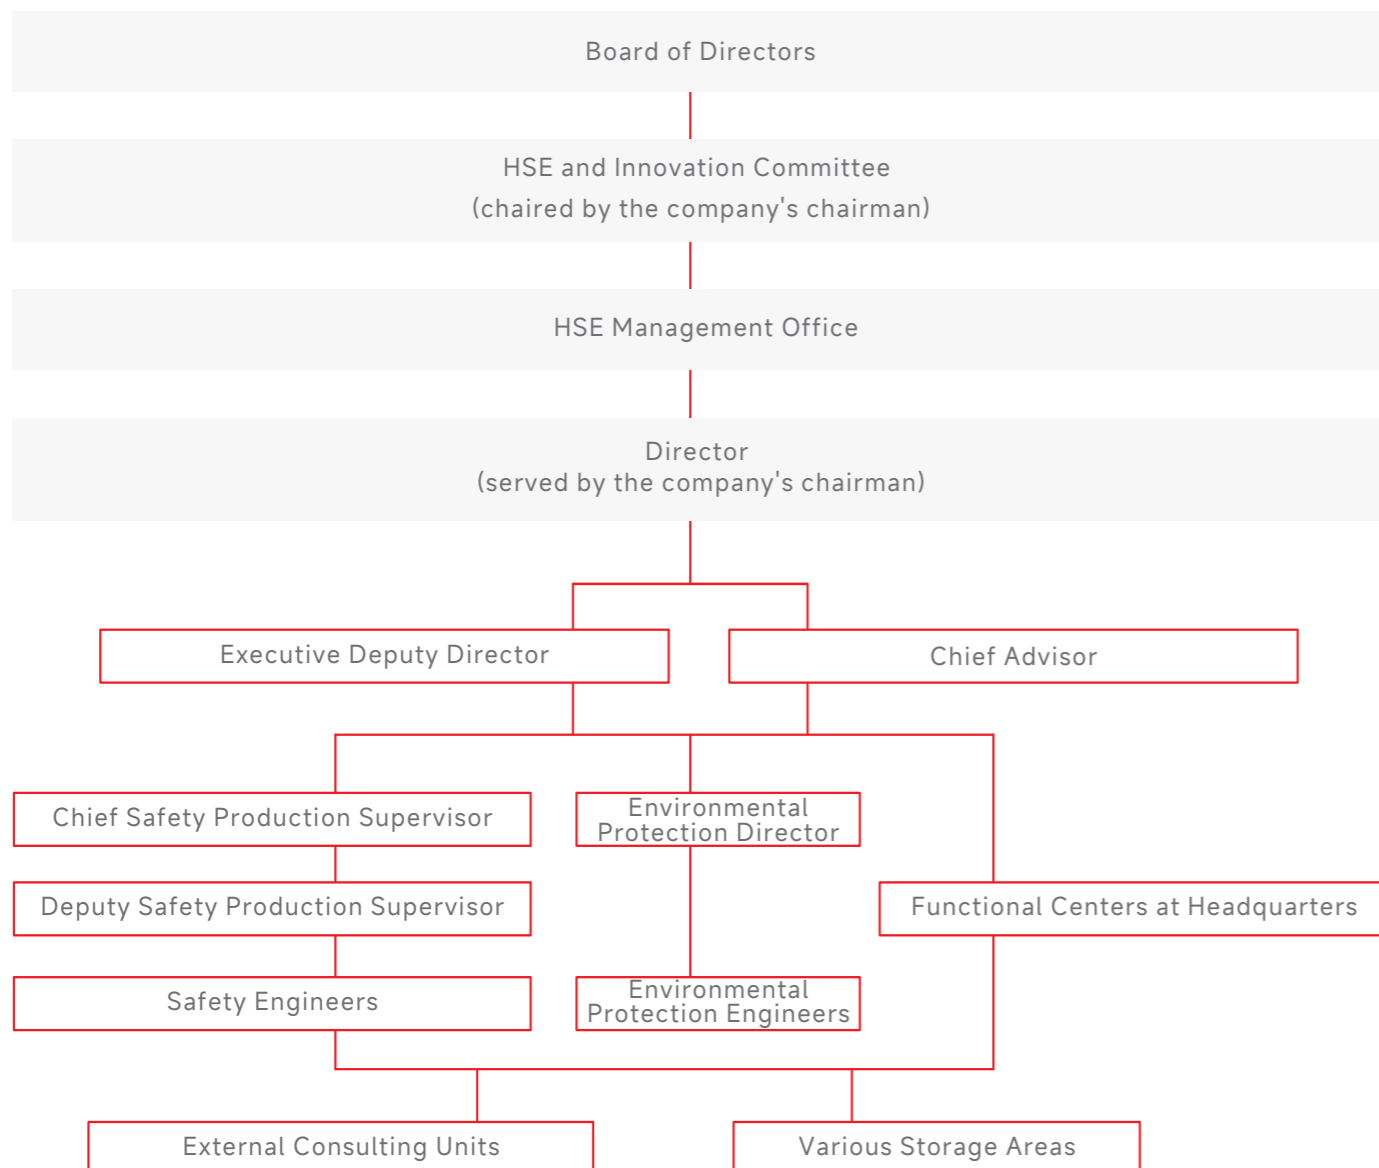 Board of Directors
HSE and Innovation Committee
(chaired by the company's chairman)
HSE Management Office
Director
(served by the company's chairman)
Executive Deputy Director
Chief Advisor
Chief Safety Production Supervisor
Environmental
Protection Director
Deputy Safety Production Supervisor
Functional Centers at Headquarters
Safety Engineers
Environmental
Protection Engineers
External Consulting Units
Various Storage Areas